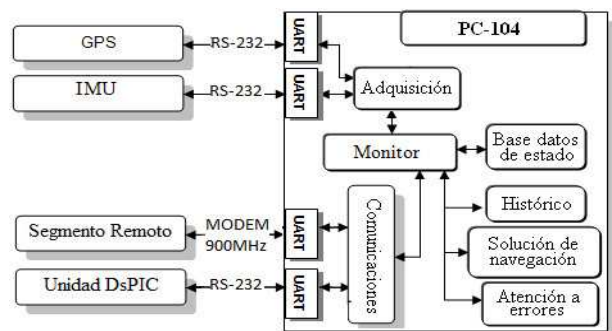 PC-104
GPS
RS-232
UART
IMU
RS-232
UART
Adquisición
Monitor
Base datos
de estado
Histórico
Solución de
navegación
Atención a
errores
Comunicaciones
Segmento Remoto
MODEM
900MHz
UART
Unidad DsPIC
RS-232
UART